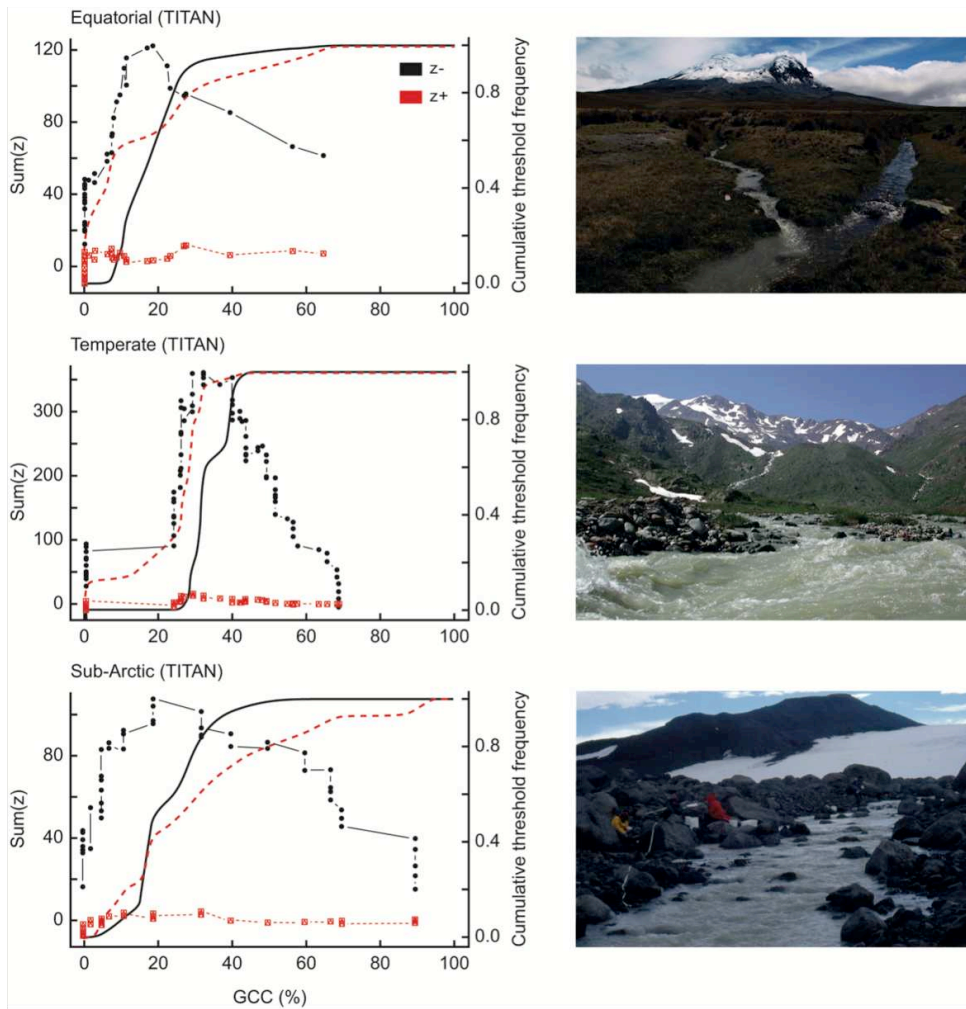 Equatorial (TITAN)
120
80
40
0
Sum(z)
z-
z+
0.8
0.4
0.0
Cumulative threshold frequency
0 20 40 60 80 100
Temperate (TITAN)
300
200
100
0
Sum(z)
0.8
0.4
0.0
Cumulative threshold frequency
0 20 40 60 80 100
Sub-Arctic (TITAN)
80
40
0
Sum(z)
0.8
0.4
0.0
Cumulative threshold frequency
0 20 40 60 80 100
GCC (%)